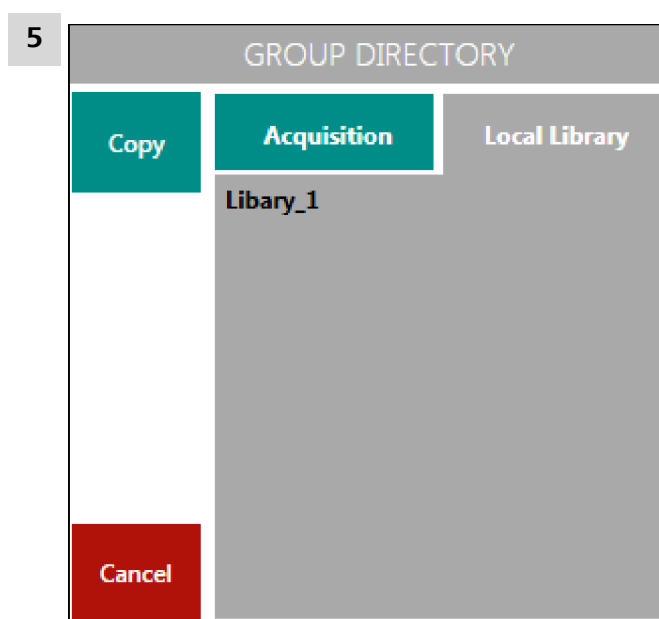 5
GROUP DIRECTORY
Copy
Acquisition
Local Library
Libary_1
Cancel